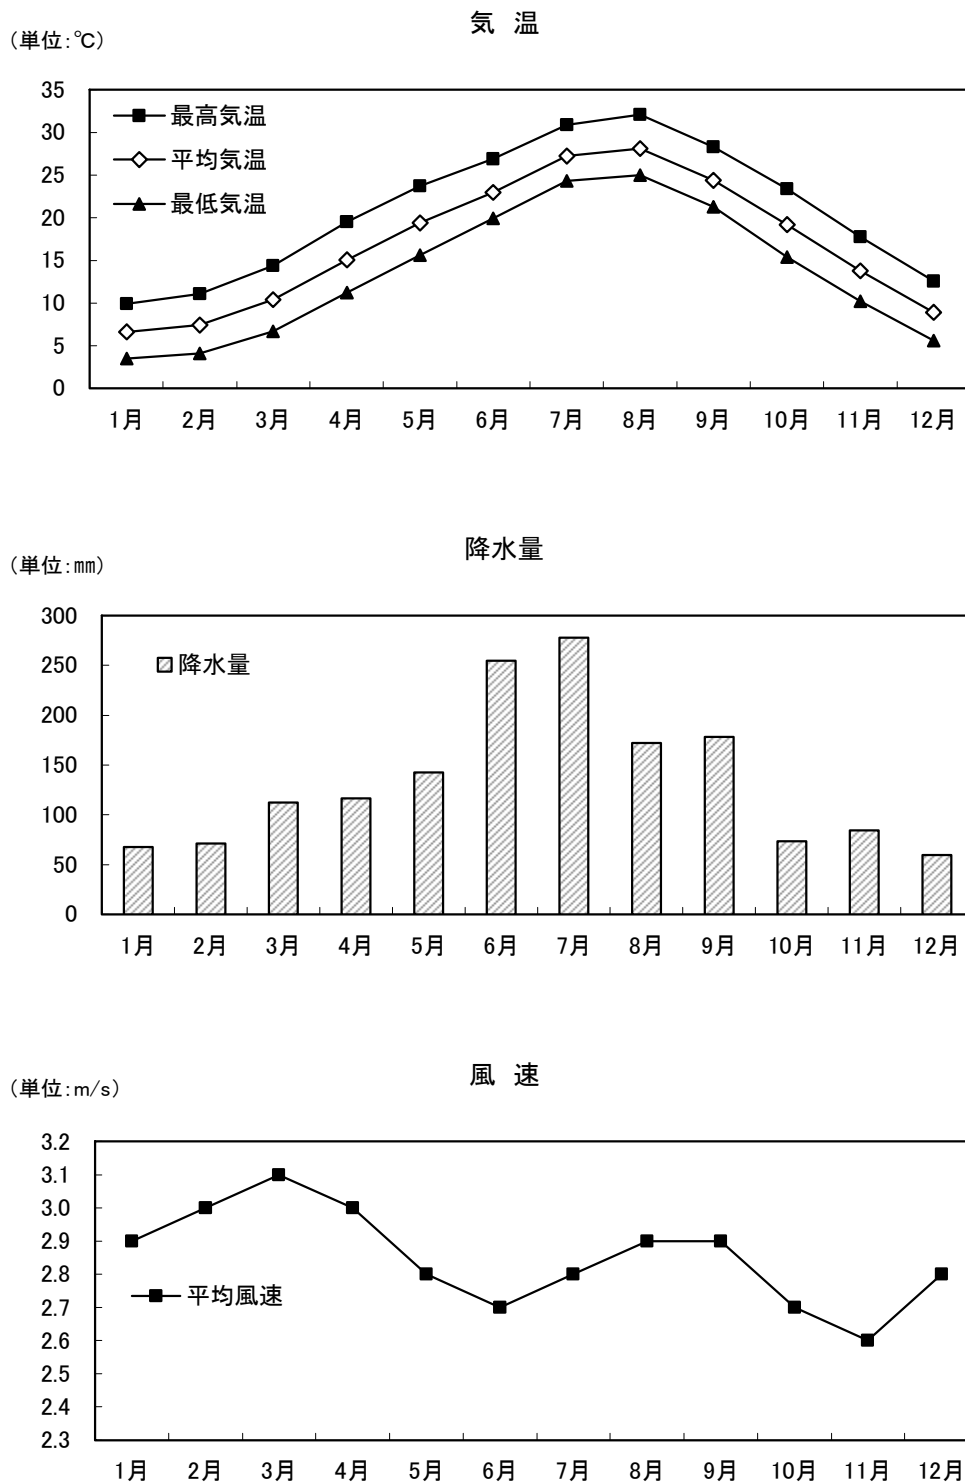 気 温
（単位：℃）
35
30
25
20
15
10
5
0
最高気温
平均気温
最低気温
1月 2月 3月 4月 5月 6月 7月 8月 9月 10月 11月 12月
降水量
（単位：㎜）
300
250
200
150
100
50
0
降水量
1月 2月 3月 4月 5月 6月 7月 8月 9月 10月 11月 12月
風 速
（単位：m/s）
3.2
3.1
3.0
2.9
2.8
2.7
2.6
2.5
2.4
2.3
平均風速
1月 2月 3月 4月 5月 6月 7月 8月 9月 10月 11月 12月